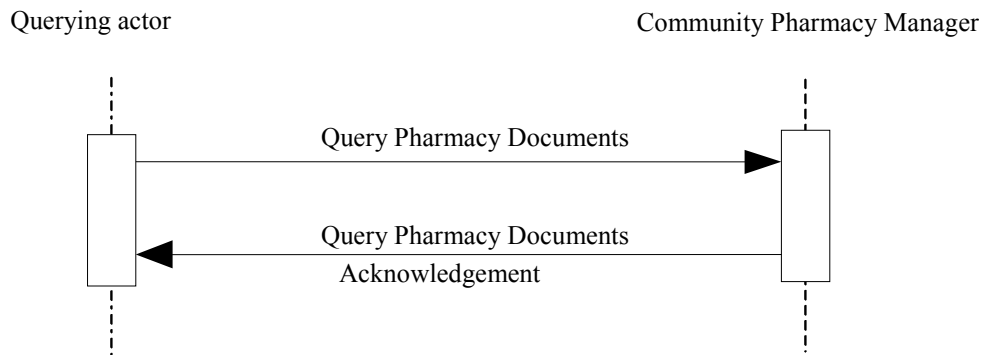 Querying actor
Community Pharmacy Manager
Query Pharmacy Documents
Query Pharmacy Documents
Acknowledgement